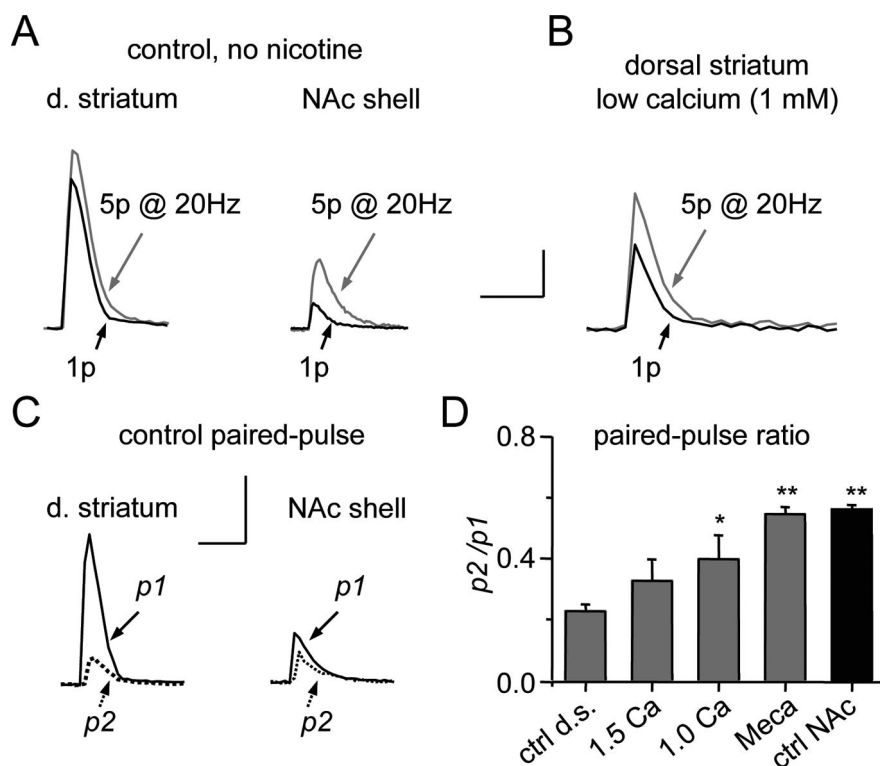 A
control, no nicotine
d. striatum
NAc shell
5p @ 20Hz
5p @ 20Hz
1p
1p
B
dorsal striatum
low calcium (1 mM)
5p @ 20Hz
1p
C
control paired-pulse
d. striatum
NAc shell
p1
p1
p2
p2
D
paired-pulse ratio
0.8
0.4
0.0
p2 /p1
*
**
**
ctrl d.s.
1.5 Ca
1.0 Ca
Meca
ctrl NAc